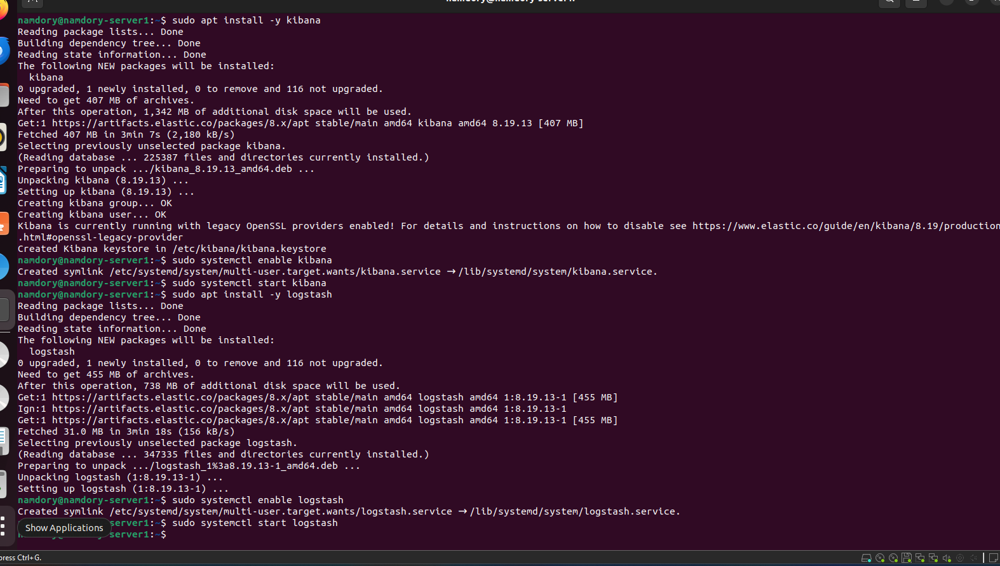 namdory@namdory-server1:~$ sudo apt install -y kibana
Reading package lists... Done
Building dependency tree... Done
Reading state information... Done
The following NEW packages will be installed:
  kibana
0 upgraded, 1 newly installed, 0 to remove and 116 not upgraded.
Need to get 407 MB of archives.
After this operation, 1,342 MB of additional disk space will be used.
Get:1 https://artifacts.elastic.co/packages/8.x/apt stable/main amd64 kibana amd64 8.19.13 [407 MB]
Fetched 407 MB in 3min 7s (2,180 kB/s)
Selecting previously unselected package kibana.
(Reading database ... 225387 files and directories currently installed.)
Preparing to unpack .../kibana_8.19.13_amd64.deb ...
Unpacking kibana (8.19.13) ...
Setting up kibana (8.19.13) ...
Creating kibana group... OK
Creating kibana user... OK
Kibana is currently running with legacy OpenSSL providers enabled! For details and instructions on how to disable see https://www.elastic.co/guide/en/kibana/8.19/production
.html#openssl-legacy-provider
Created Kibana keystore in /etc/kibana/kibana.keystore
namdory@namdory-server1:~$ sudo systemctl enable kibana
Created symlink /etc/systemd/system/multi-user.target.wants/kibana.service → /lib/systemd/system/kibana.service.
namdory@namdory-server1:~$ sudo systemctl start kibana
namdory@namdory-server1:~$ sudo apt install -y logstash
Reading package lists... Done
Building dependency tree... Done
Reading state information... Done
The following NEW packages will be installed:
  logstash
0 upgraded, 1 newly installed, 0 to remove and 116 not upgraded.
Need to get 455 MB of archives.
After this operation, 738 MB of additional disk space will be used.
Get:1 https://artifacts.elastic.co/packages/8.x/apt stable/main amd64 logstash amd64 1:8.19.13-1 [455 MB]
Ign:1 https://artifacts.elastic.co/packages/8.x/apt stable/main amd64 logstash amd64 1:8.19.13-1
Get:1 https://artifacts.elastic.co/packages/8.x/apt stable/main amd64 logstash amd64 1:8.19.13-1 [455 MB]
Fetched 31.0 MB in 3min 18s (156 kB/s)
Selecting previously unselected package logstash.
(Reading database ... 347335 files and directories currently installed.)
Preparing to unpack .../logstash_1%3a8.19.13-1_amd64.deb ...
Unpacking logstash (1:8.19.13-1) ...
Setting up logstash (1:8.19.13-1) ...
namdory@namdory-server1:~$ sudo systemctl enable logstash
Created symlink /etc/systemd/system/multi-user.target.wants/logstash.service → /lib/systemd/system/logstash.service.
server1:~$ sudo systemctl start logstash
Show Applications
server1:~$
press Ctrl+G.